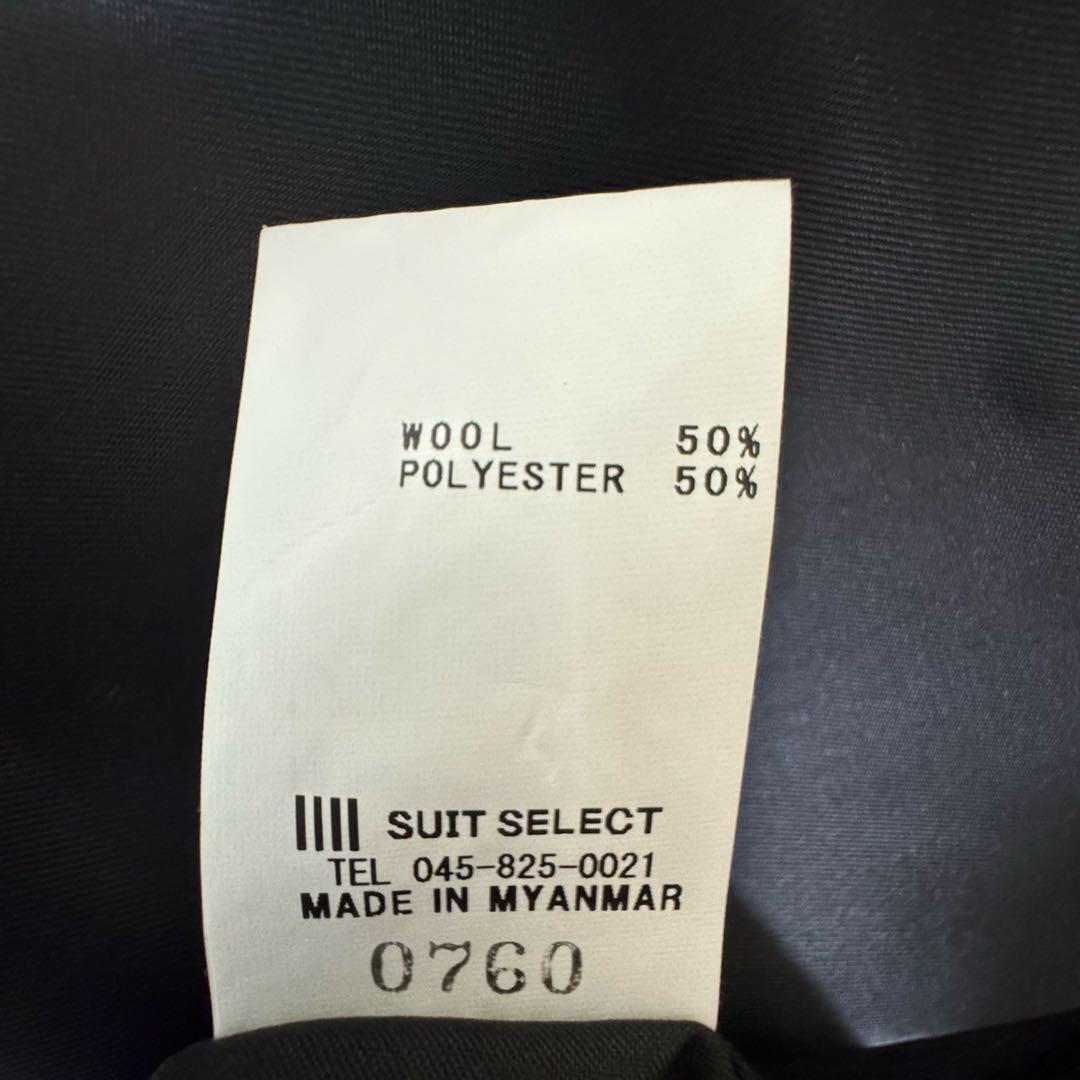 WOOL 50%
POLYESTER 50%
SUIT SELECT
TEL 045-825-0021
MADE IN MYANMAR
0760